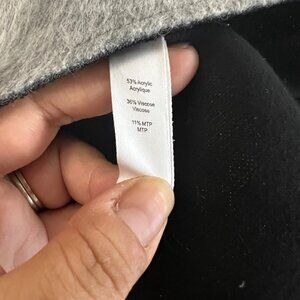 53% Acrylic
Acrylique
36% Viscose
Viscose
11% MTP
MTP